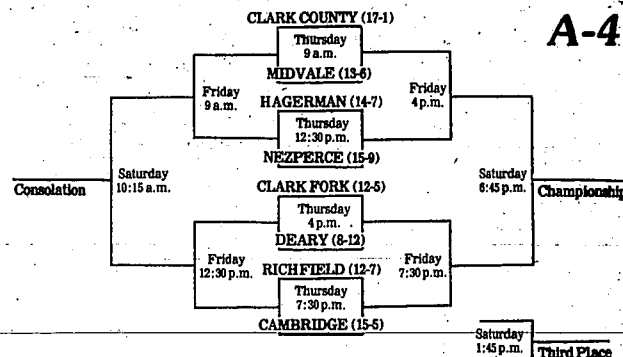 A-4
CLARK COUNTY (17-1)
Thursday
9 a.m.
MIDVALE (13-6)
Friday
9 a.m.
Friday
4 p.m.
HAGERMAN (14-7)
Thursday
12:30 p.m.
NEZPERCE (15-9)
Saturday
10:15 a.m.
Consolation
Saturday
6:45 p.m.
Championship
CLARK FORK (12-5)
Thursday
4 p.m.
DEARY (8-12)
Friday
12:30 p.m.
Friday
7:30 p.m.
RICHFIELD (12-7)
Thursday
7:30 p.m.
CAMBRIDGE (15-5)
Saturday
1:45 p.m.
Third Place